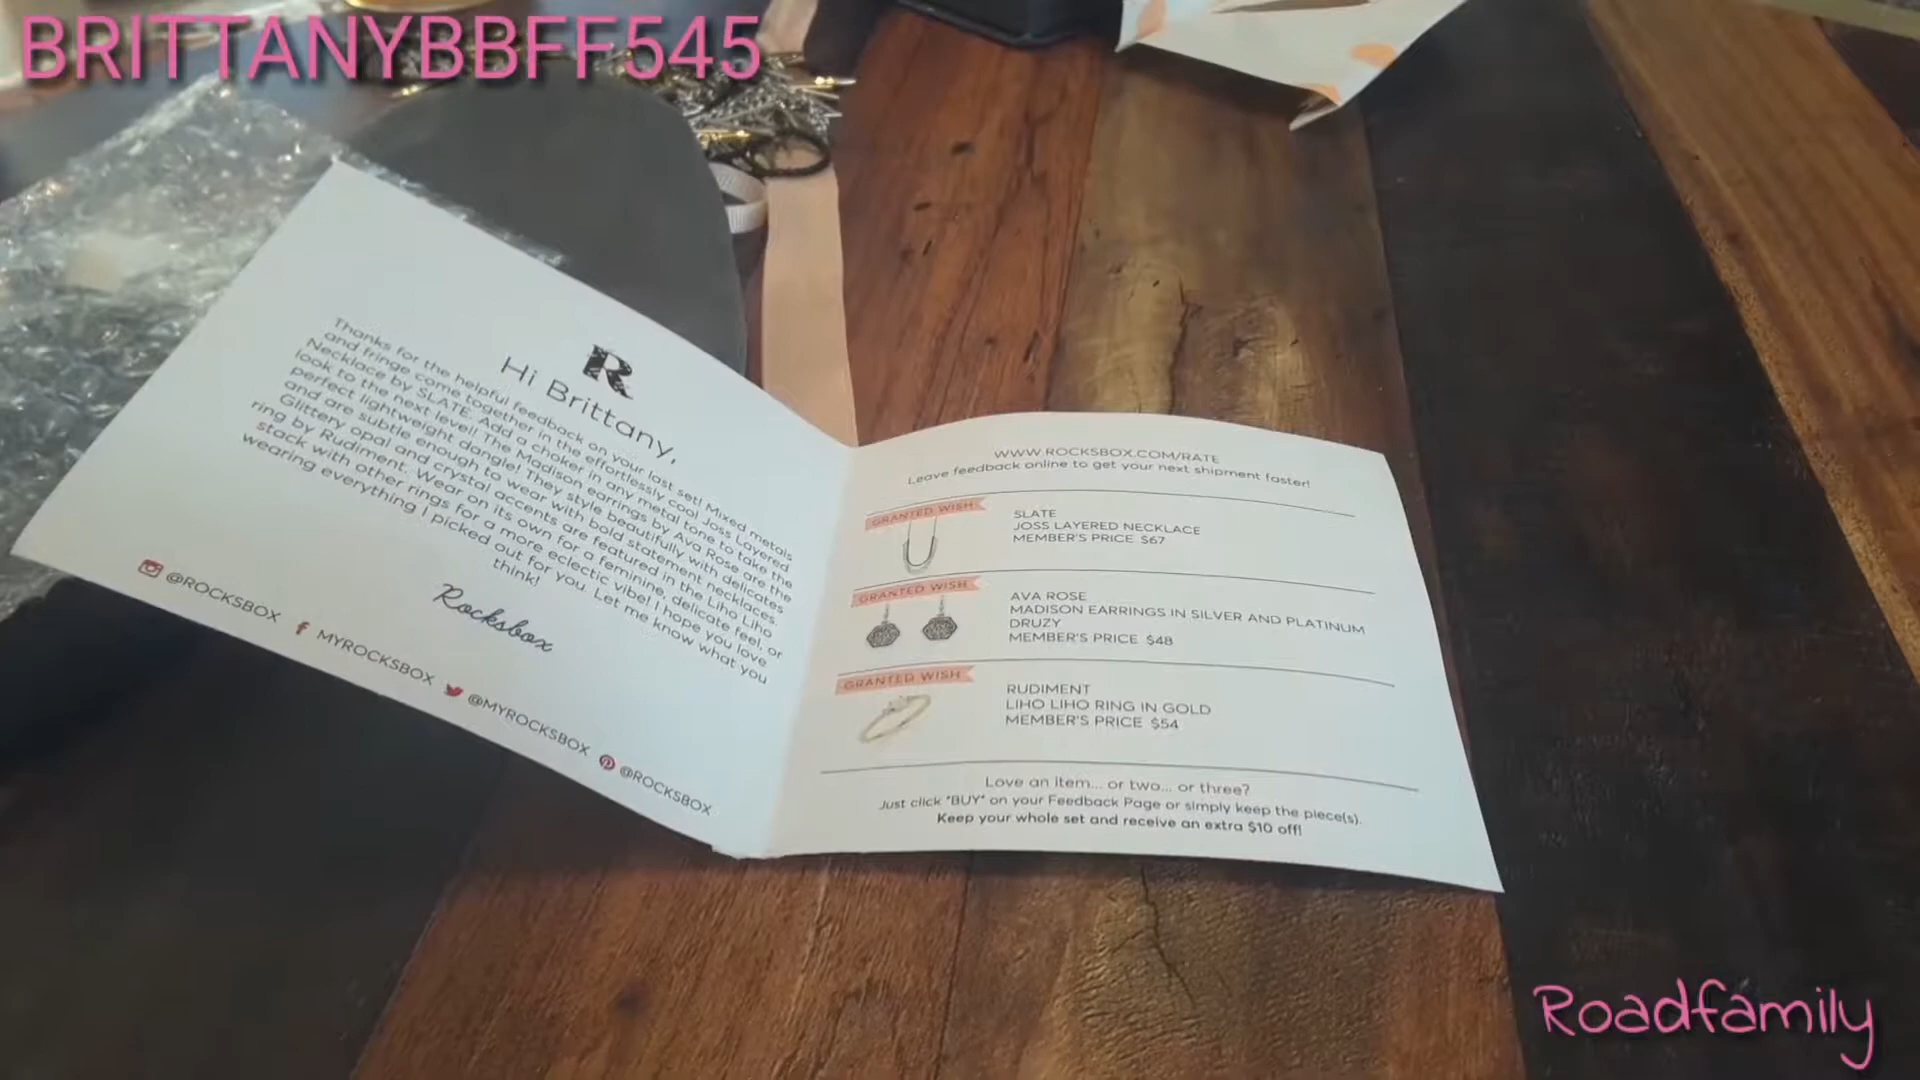 BRITTANYBBFF545
R
Hi Brittany,
Thanks for the helpful feedback on your last set! Mixed metals
and fringe come together in the effortlessly cool Joss Layered
Necklace by SLATE. Add a choker in any metal tone to take the
look to the next level! The Madison earrings by Ava Rose are the
perfect lightweight dangle! They style beautifully with delicates
and are subtle enough to wear with bold statement necklaces.
Glittery opal and crystal accents are featured in the Liho Liho
ring by Rudiment. Wear on its own for a feminine, delicate feel, or
stack with other rings for a more eclectic vibe! I hope you love
wearing everything I picked out for you. Let me know what you
think!
Rocksbox
@ROCKSBOX MYROCKSBOX @MYROCKSBOX @ROCKSBOX
WWW.ROCKSBOX.COM/RATE
Leave feedback online to get your next shipment faster!
GRANTED WISH
SLATE
JOSS LAYERED NECKLACE
MEMBER'S PRICE $67
GRANTED WISH
AVA ROSE
MADISON EARRINGS IN SILVER AND PLATINUM
DRUZY
MEMBER'S PRICE $48
GRANTED WISH
RUDIMENT
LIHO LIHO RING IN GOLD
MEMBER'S PRICE $54
Love an item... or two... or three?
Just click "BUY" on your Feedback Page or simply keep the piece(s).
Keep your whole set and receive an extra $10 off!
Roadfamily